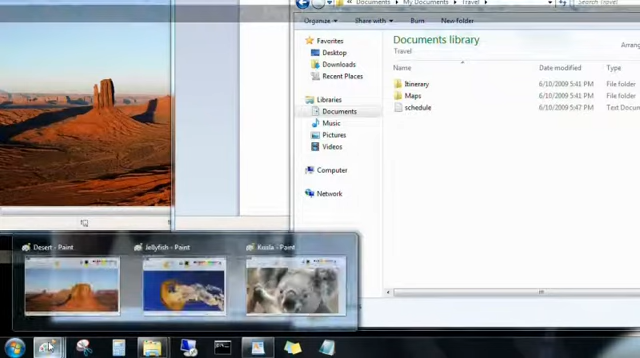 Documents ▸ My Documents ▸ Travel ▸
Search Travel
Organize ▾ Share with ▾ Burn New folder
Favorites
Desktop
Downloads
Recent Places
Libraries
Documents
Music
Pictures
Videos
Computer
Network
Documents library
Travel
Arrang
Name Date modified Type
Itinerary 6/10/2009 5:41 PM File folder
Maps 6/10/2009 5:41 PM File folder
schedule 6/10/2009 5:47 PM Text Docum
Desert - Paint
Jellyfish - Paint
Koala - Paint